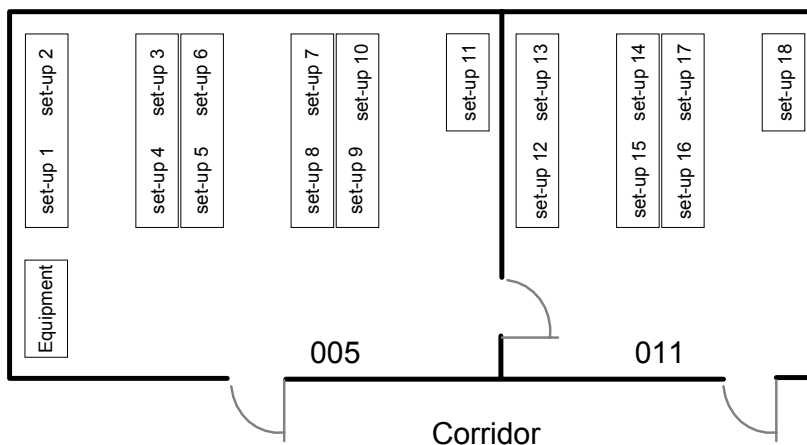 set-up 2
set-up 3
set-up 6
set-up 7
set-up 10
set-up 11
set-up 13
set-up 14
set-up 17
set-up 18
set-up 1
set-up 4
set-up 5
set-up 8
set-up 9
set-up 12
set-up 15
set-up 16
Equipment
005
011
Corridor